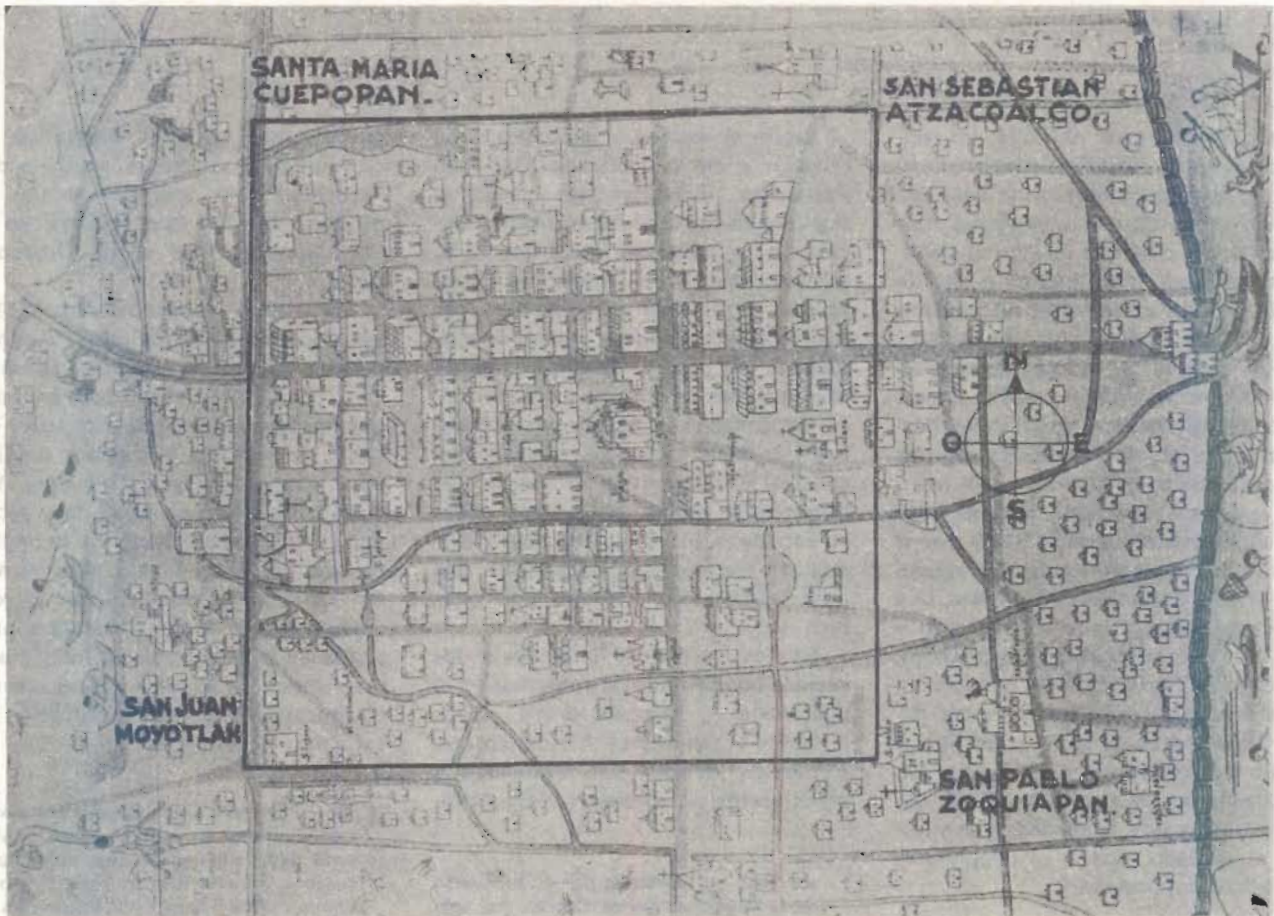 SANTA MARIA
CUEPOPAN.
SAN SEBASTIAN
ATZACOALCO.
N
O E
S
SAN JUAN
MOYOTLAN
SAN PABLO
ZOQUIAPAN